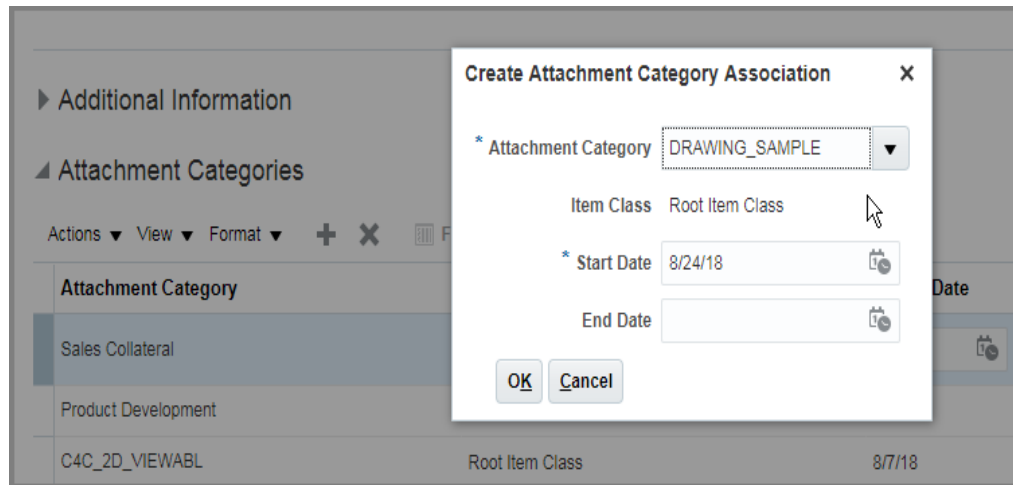 Create Attachment Category Association
Additional Information
* Attachment Category DRAWING_SAMPLE
Attachment Categories
Item Class Root Item Class
Actions View Format F
* Start Date 8/24/18
Attachment Category Date
End Date
Sales Collateral
OK Cancel
Product Development
C4C_2D_VIEWABL Root Item Class 8/7/18